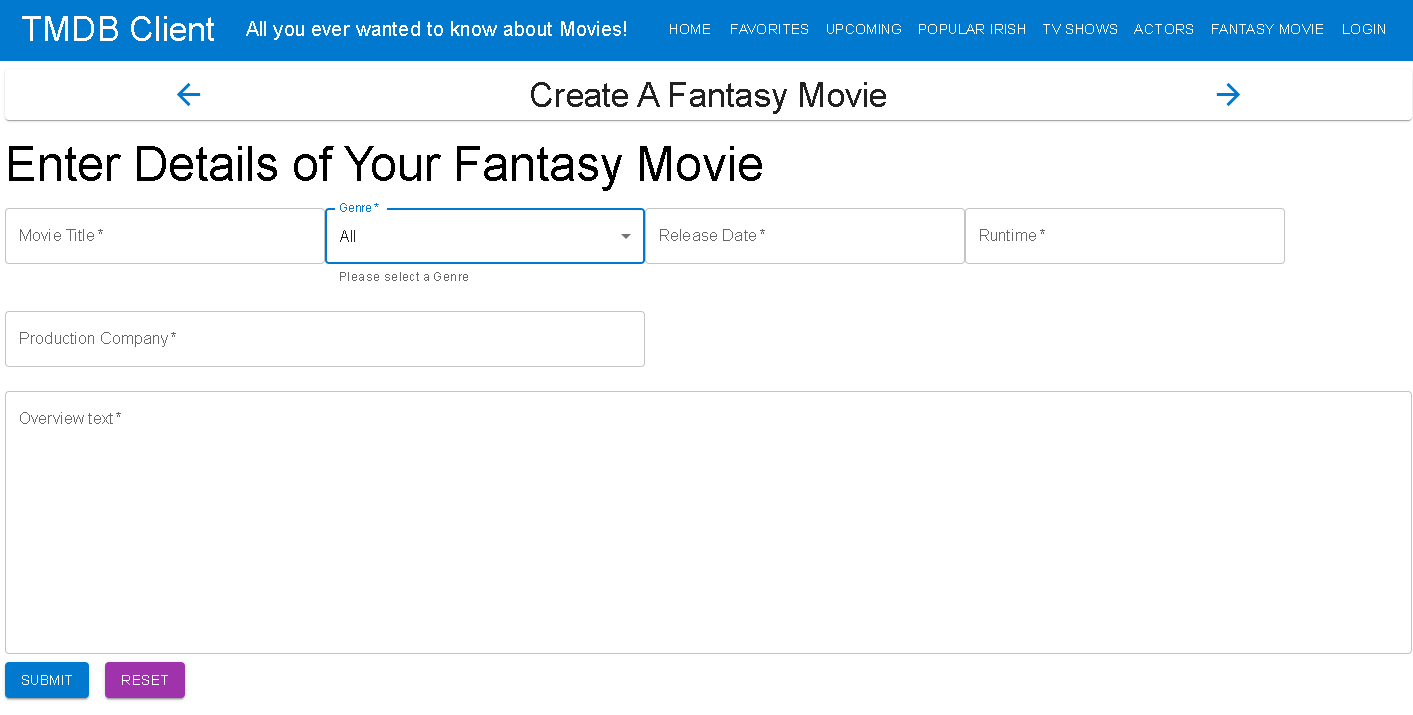 TMDB Client All you ever wanted to know about Movies! HOME FAVORITES UPCOMING POPULAR IRISH TV SHOWS ACTORS FANTASY MOVIE LOGIN
Create A Fantasy Movie
Enter Details of Your Fantasy Movie
Genre *
Movie Title * All Release Date * Runtime *
Please select a Genre
Production Company *
Overview text *
SUBMIT RESET